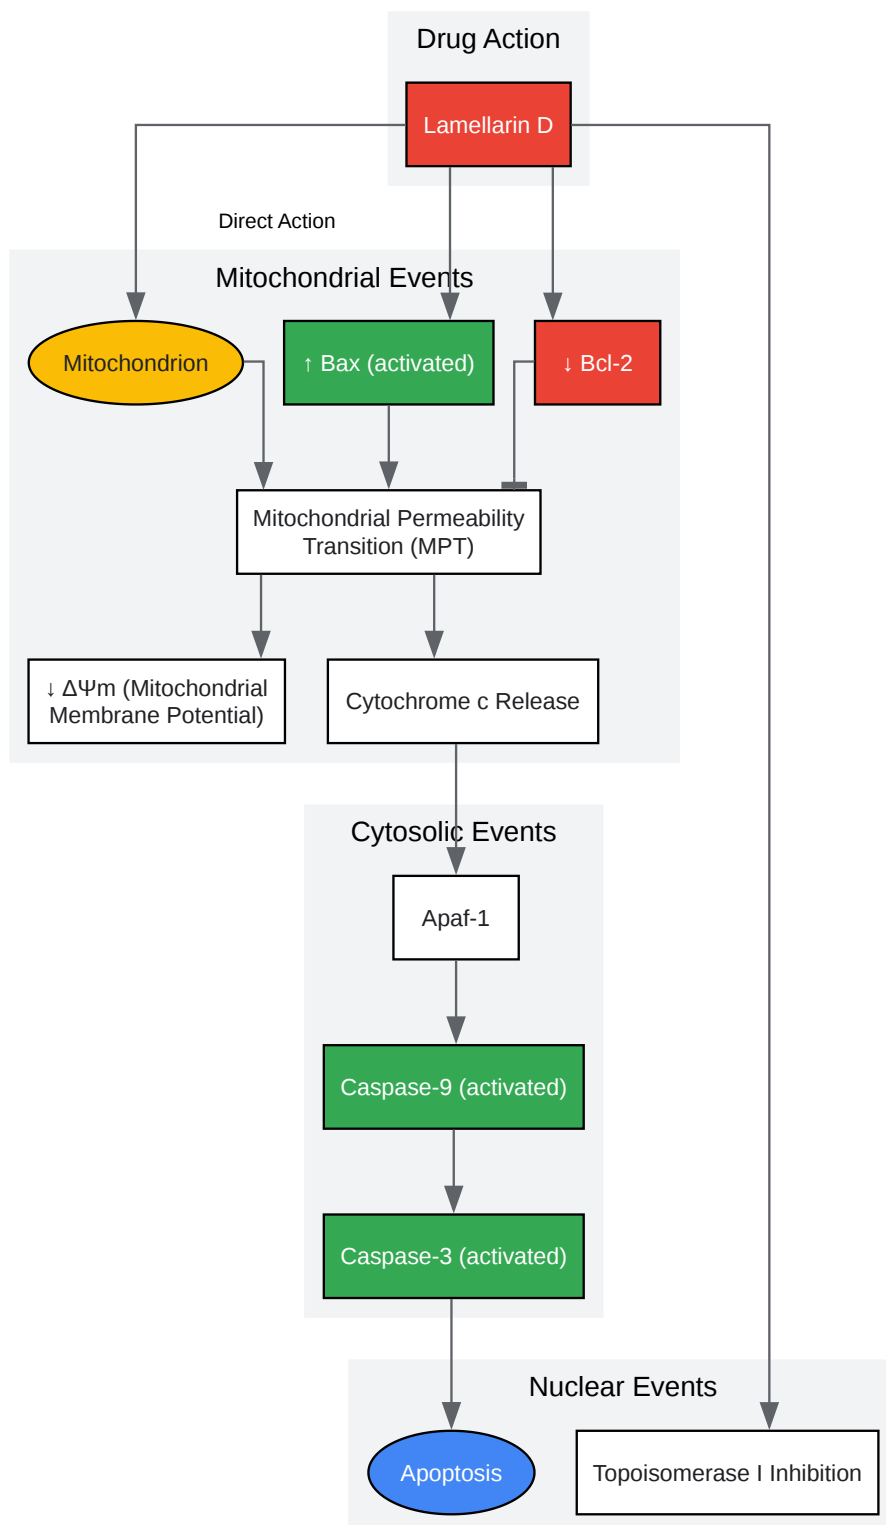 Drug Action
Lamellarin D
Direct Action
Mitochondrial Events
Mitochondrion
↑ Bax (activated)
↓ Bcl-2
Mitochondrial Permeability
Transition (MPT)
↓ ΔΨm (Mitochondrial
Membrane Potential)
Cytochrome c Release
Cytosolic Events
Apaf-1
Caspase-9 (activated)
Caspase-3 (activated)
Nuclear Events
Apoptosis
Topoisomerase I Inhibition